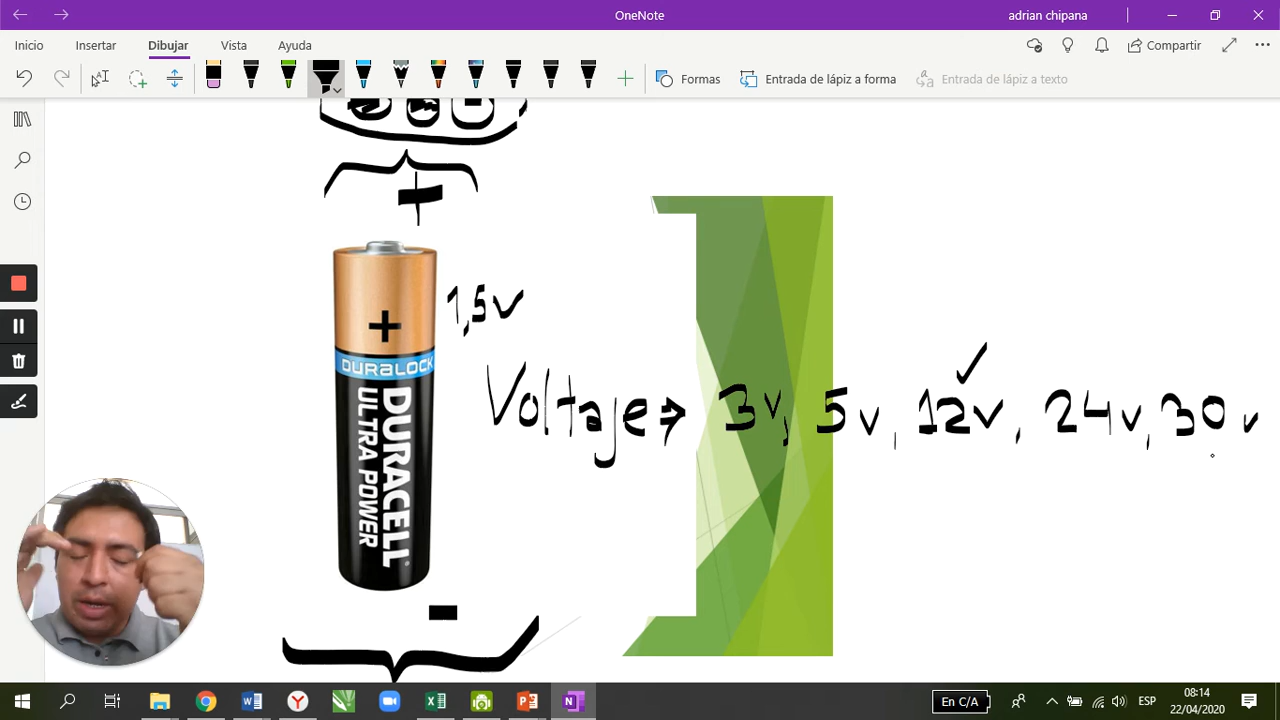 OneNote
adrian chipana
Inicio Insertar Dibujar Vista Ayuda
Compartir
Formas Entrada de lápiz a forma Entrada de lápiz a texto
+
+
1,5v
DURALOCK
DURACELL
ULTRA POWER
Voltaje → 3v, 5v, 12v, 24v, 30v
-
En C/A ESP 08:14
22/04/2020